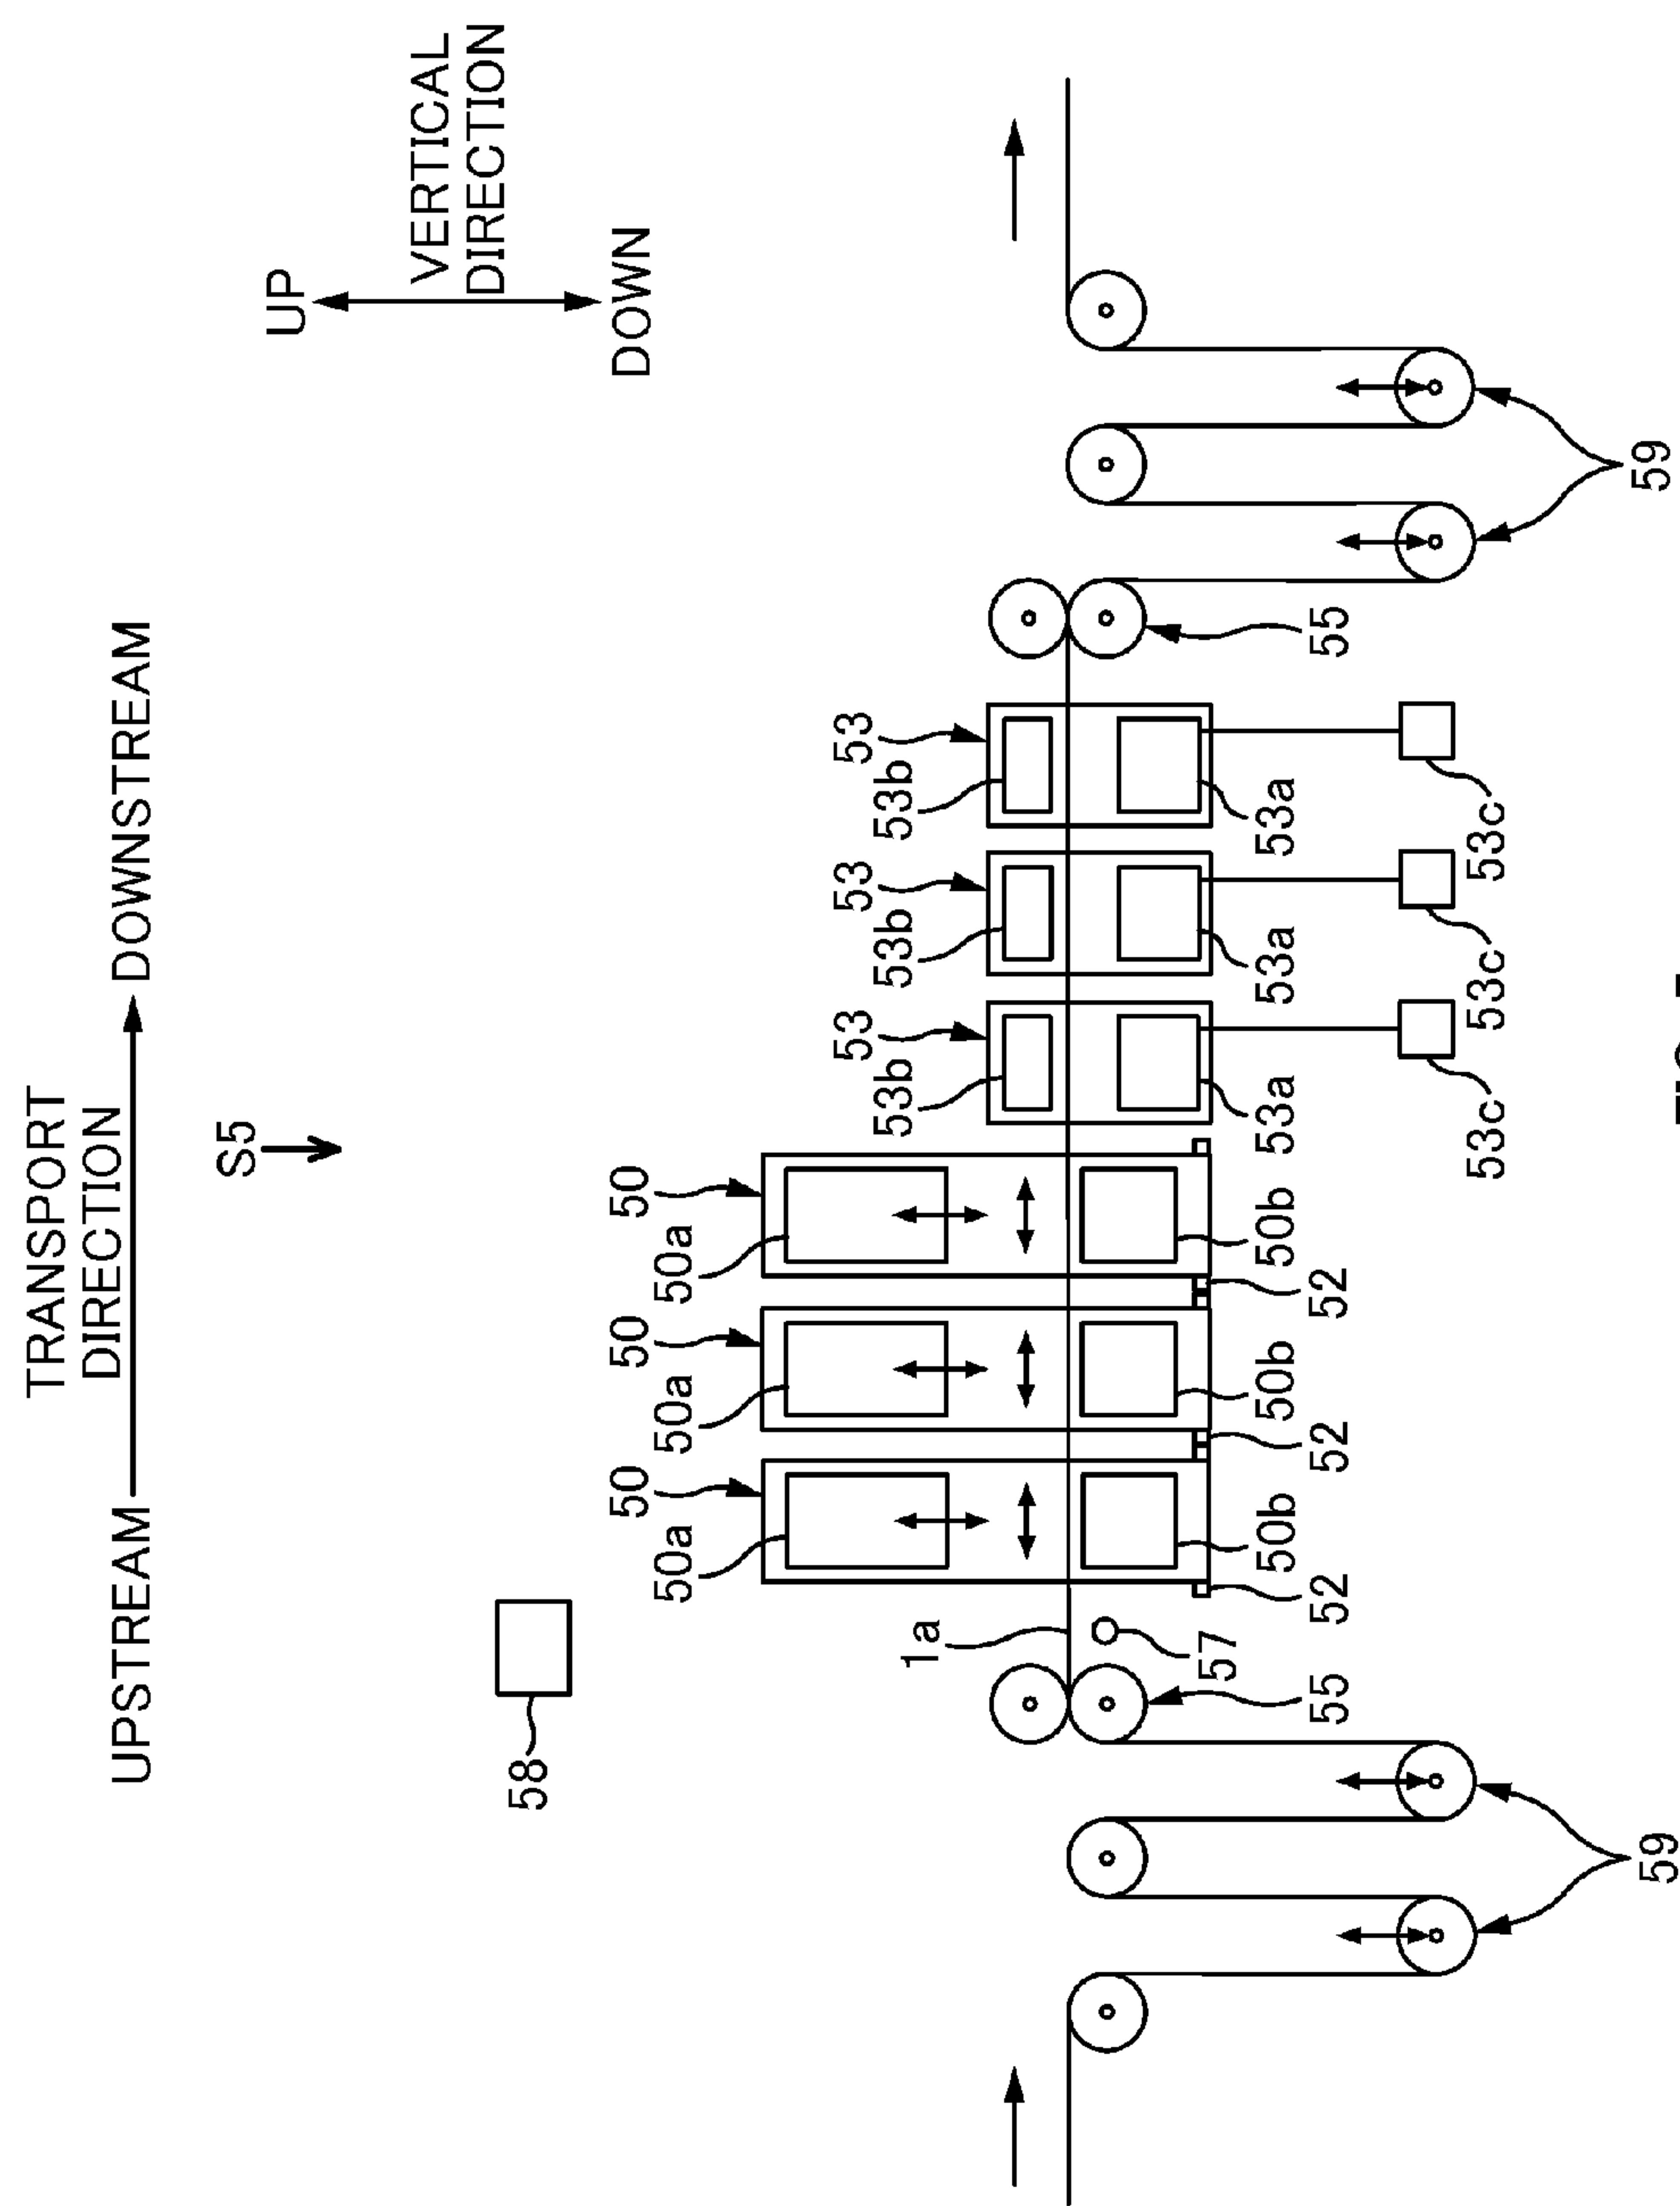 TRANSPORT
DIRECTION
UPSTREAM
DOWNSTREAM
S5
UP
VERTICAL
DIRECTION
DOWN
58
50
50
50
50a
50a
50a
53
53
53
53b
53b
53b
1a
57
50b
50b
50b
53a
53a
53a
55
52
52
52
55
53c
53c
53c
59
59